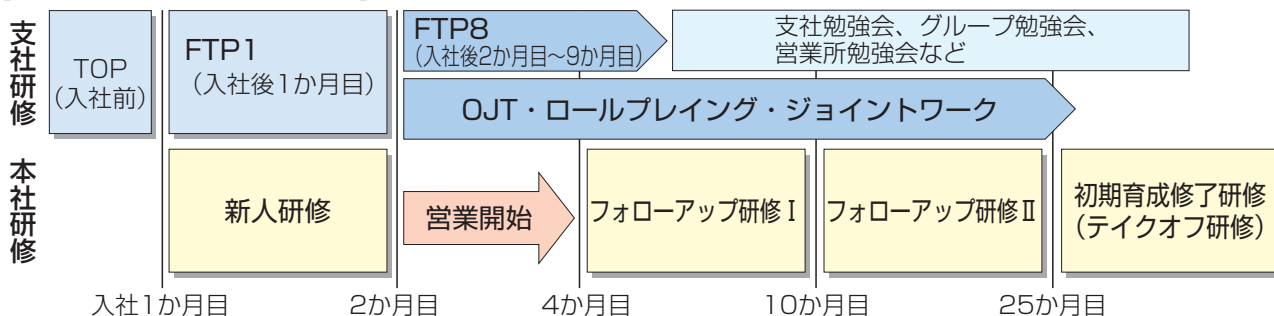 支社研修
TOP
(入社前)
FTP1
(入社後1か月目)
FTP8
(入社後2か月目〜9か月目)
支社勉強会、グループ勉強会、
営業所勉強会など
OJT・ロールプレイング・ジョイントワーク
本社研修
新人研修
営業開始
フォローアップ研修Ⅰ
フォローアップ研修Ⅱ
初期育成修了研修
(テイクオフ研修)
入社1か月目
2か月目
4か月目
10か月目
25か月目